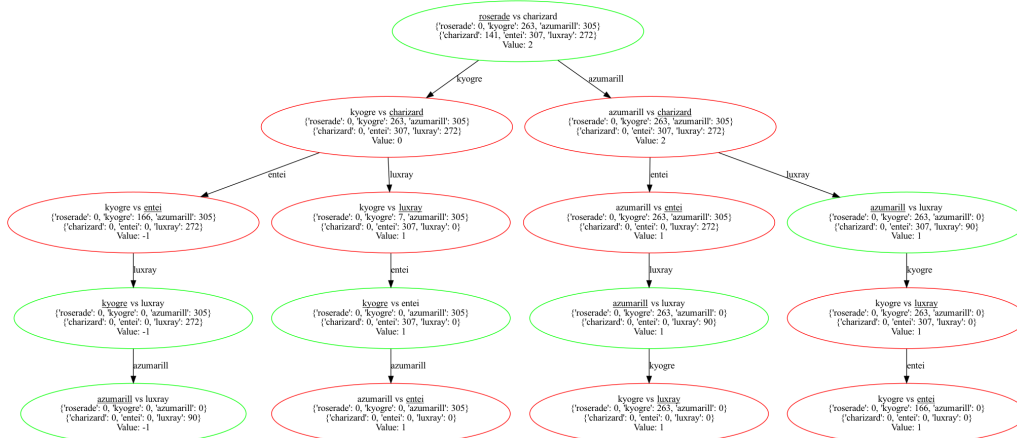 roserade vs charizard
{'roserade': 0, 'kyogre': 263, 'azumarill': 305}
{'charizard': 141, 'entei': 307, 'luxray': 272}
Value: 2
kyogre
azumarill
kyogre vs charizard
{'roserade': 0, 'kyogre': 263, 'azumarill': 305}
{'charizard': 0, 'entei': 307, 'luxray': 272}
Value: 0
azumarill vs charizard
{'roserade': 0, 'kyogre': 263, 'azumarill': 305}
{'charizard': 0, 'entei': 307, 'luxray': 272}
Value: 2
entei
luxray
entei
luxray
kyogre vs entei
{'roserade': 0, 'kyogre': 166, 'azumarill': 305}
{'charizard': 0, 'entei': 0, 'luxray': 272}
Value: -1
kyogre vs luxray
{'roserade': 0, 'kyogre': 7, 'azumarill': 305}
{'charizard': 0, 'entei': 307, 'luxray': 0}
Value: 1
azumarill vs entei
{'roserade': 0, 'kyogre': 263, 'azumarill': 305}
{'charizard': 0, 'entei': 0, 'luxray': 272}
Value: 1
azumarill vs luxray
{'roserade': 0, 'kyogre': 263, 'azumarill': 0}
{'charizard': 0, 'entei': 307, 'luxray': 90}
Value: 1
luxray
entei
luxray
kyogre
kyogre vs luxray
{'roserade': 0, 'kyogre': 0, 'azumarill': 305}
{'charizard': 0, 'entei': 0, 'luxray': 272}
Value: -1
kyogre vs entei
{'roserade': 0, 'kyogre': 0, 'azumarill': 305}
{'charizard': 0, 'entei': 307, 'luxray': 0}
Value: 1
azumarill vs luxray
{'roserade': 0, 'kyogre': 263, 'azumarill': 0}
{'charizard': 0, 'entei': 0, 'luxray': 90}
Value: 1
kyogre vs luxray
{'roserade': 0, 'kyogre': 263, 'azumarill': 0}
{'charizard': 0, 'entei': 307, 'luxray': 0}
Value: 1
azumarill
azumarill
kyogre
entei
azumarill vs luxray
{'roserade': 0, 'kyogre': 0, 'azumarill': 0}
{'charizard': 0, 'entei': 0, 'luxray': 90}
Value: -1
azumarill vs entei
{'roserade': 0, 'kyogre': 0, 'azumarill': 305}
{'charizard': 0, 'entei': 0, 'luxray': 0}
Value: 1
kyogre vs luxray
{'roserade': 0, 'kyogre': 263, 'azumarill': 0}
{'charizard': 0, 'entei': 0, 'luxray': 0}
Value: 1
kyogre vs entei
{'roserade': 0, 'kyogre': 166, 'azumarill': 0}
{'charizard': 0, 'entei': 0, 'luxray': 0}
Value: 1